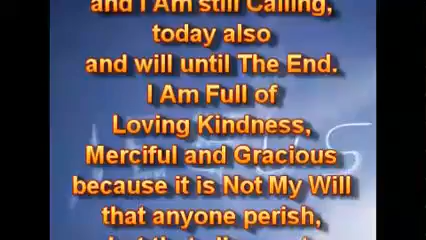 and I Am still Calling,
today also
and will until The End.
I Am Full of
Loving Kindness,
Merciful and Gracious
because it is Not My Will
that anyone perish,